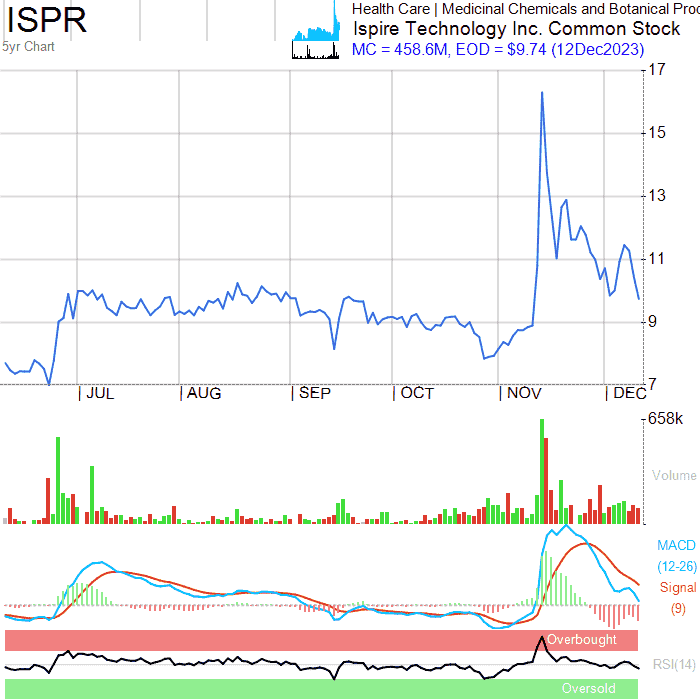 ISPR
5yr Chart
Health Care | Medicinal Chemicals and Botanical Proc
Ispire Technology Inc. Common Stock
MC = 458.6M, EOD = $9.74 (12Dec2023)
17
15
13
11
9
7
JUL
AUG
SEP
OCT
NOV
DEC
658k
Volume
MACD
(12-26)
Signal
(9)
Overbought
RSI(14)
Oversold